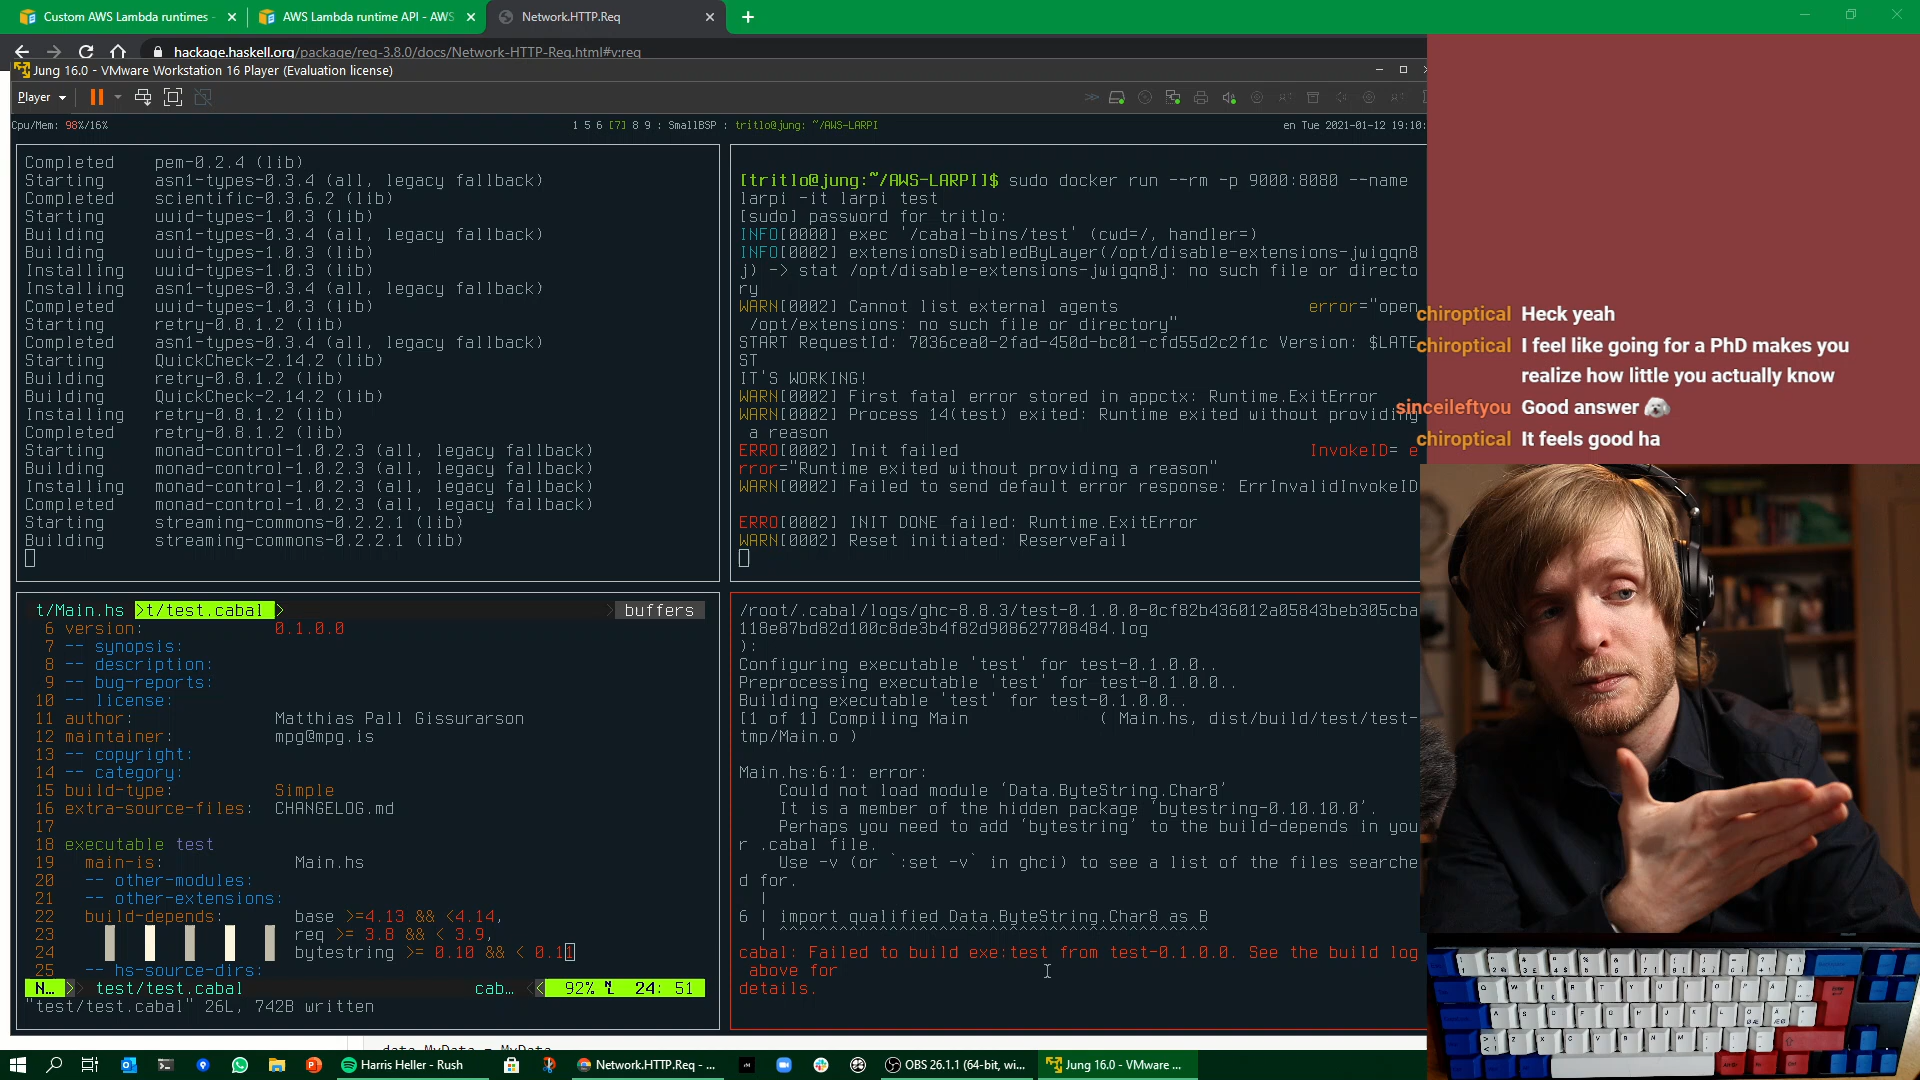 Custom AWS Lambda runtimes -
AWS Lambda runtime API - AWS
Network.HTTP.Req
hackage.haskell.org/package/req-3.8.0/docs/Network-HTTP-Req.html#v:req
Jung 16.0 - VMware Workstation 16 Player (Evaluation license)
Player
Cpu/Mem: 98%/16%
1 5 6 [7] 8 9 : SmallBSP : tritlo@jung: ~/AWS-LARPI
en Tue 2021-01-12 19:10:
Completed pem-0.2.4 (lib)
Starting asn1-types-0.3.4 (all, legacy fallback)
Completed scientific-0.3.6.2 (lib)
Starting uuid-types-1.0.3 (lib)
Building asn1-types-0.3.4 (all, legacy fallback)
Building uuid-types-1.0.3 (lib)
Installing uuid-types-1.0.3 (lib)
Installing asn1-types-0.3.4 (all, legacy fallback)
Completed uuid-types-1.0.3 (lib)
Starting retry-0.8.1.2 (lib)
Completed asn1-types-0.3.4 (all, legacy fallback)
Starting QuickCheck-2.14.2 (lib)
Building retry-0.8.1.2 (lib)
Building QuickCheck-2.14.2 (lib)
Installing retry-0.8.1.2 (lib)
Completed retry-0.8.1.2 (lib)
Starting monad-control-1.0.2.3 (all, legacy fallback)
Building monad-control-1.0.2.3 (all, legacy fallback)
Installing monad-control-1.0.2.3 (all, legacy fallback)
Completed monad-control-1.0.2.3 (all, legacy fallback)
Starting streaming-commons-0.2.2.1 (lib)
Building streaming-commons-0.2.2.1 (lib)
[tritlo@jung:~/AWS-LARPI]$ sudo docker run --rm -p 9000:8080 --name
larpi -it larpi test
[sudo] password for tritlo:
INFO[0000] exec '/cabal-bins/test' (cwd=/, handler=)
INFO[0002] extensionsDisabledByLayer(/opt/disable-extensions-jwigqn8
j) -> stat /opt/disable-extensions-jwigqn8j: no such file or directo
ry
WARN[0002] Cannot list external agents error="open
/opt/extensions: no such file or directory"
START RequestId: 7036cea0-2fad-450d-bc01-cfd55d2c2f1c Version: $LATE
ST
IT'S WORKING!
WARN[0002] First fatal error stored in appctx: Runtime.ExitError
WARN[0002] Process 14(test) exited: Runtime exited without providing
a reason
ERRO[0002] Init failed InvokeID= e
rror="Runtime exited without providing a reason"
WARN[0002] Failed to send default error response: ErrInvalidInvokeID
ERRO[0002] INIT DONE failed: Runtime.ExitError
WARN[0002] Reset initiated: ReserveFail
chiroptical Heck yeah
chiroptical I feel like going for a PhD makes you
realize how little you actually know
sinceileftyou Good answer
chiroptical It feels good ha
t/Main.hs >t/test.cabal > buffers
6 version: 0.1.0.0
7 -- synopsis:
8 -- description:
9 -- bug-reports:
10 -- license:
11 author: Matthias Pall Gissurarson
12 maintainer: mpg@mpg.is
13 -- copyright:
14 -- category:
15 build-type: Simple
16 extra-source-files: CHANGELOG.md
17
18 executable test
19 main-is: Main.hs
20 -- other-modules:
21 -- other-extensions:
22 build-depends: base >=4.13 && <4.14,
23 req >= 3.8 && < 3.9,
24 bytestring >= 0.10 && < 0.11
25 -- hs-source-dirs:
N… > test/test.cabal cab… < 92% 24: 51
"test/test.cabal" 26L, 742B written
/root/.cabal/logs/ghc-8.8.3/test-0.1.0.0-0cf82b436012a05843beb305cba
118e87bd82d100c8de3b4f82d908627708484.log
):
Configuring executable 'test' for test-0.1.0.0..
Preprocessing executable 'test' for test-0.1.0.0..
Building executable 'test' for test-0.1.0.0..
[1 of 1] Compiling Main ( Main.hs, dist/build/test/test-
tmp/Main.o )
Main.hs:6:1: error:
Could not load module ‘Data.ByteString.Char8’
It is a member of the hidden package ‘bytestring-0.10.10.0’.
Perhaps you need to add ‘bytestring’ to the build-depends in you
r .cabal file.
Use -v (or `:set -v` in ghci) to see a list of the files searche
d for.
|
6 | import qualified Data.ByteString.Char8 as B
| ^^^^^^^^^^^^^^^^^^^^^^^^^^^^^^^^^^^^^^^^^^^
cabal: Failed to build exe:test from test-0.1.0.0. See the build log
above for
details.
data MyData = MyData
Harris Heller - Rush
Network.HTTP.Req - ...
OBS 26.1.1 (64-bit, wi...
Jung 16.0 - VMware ...